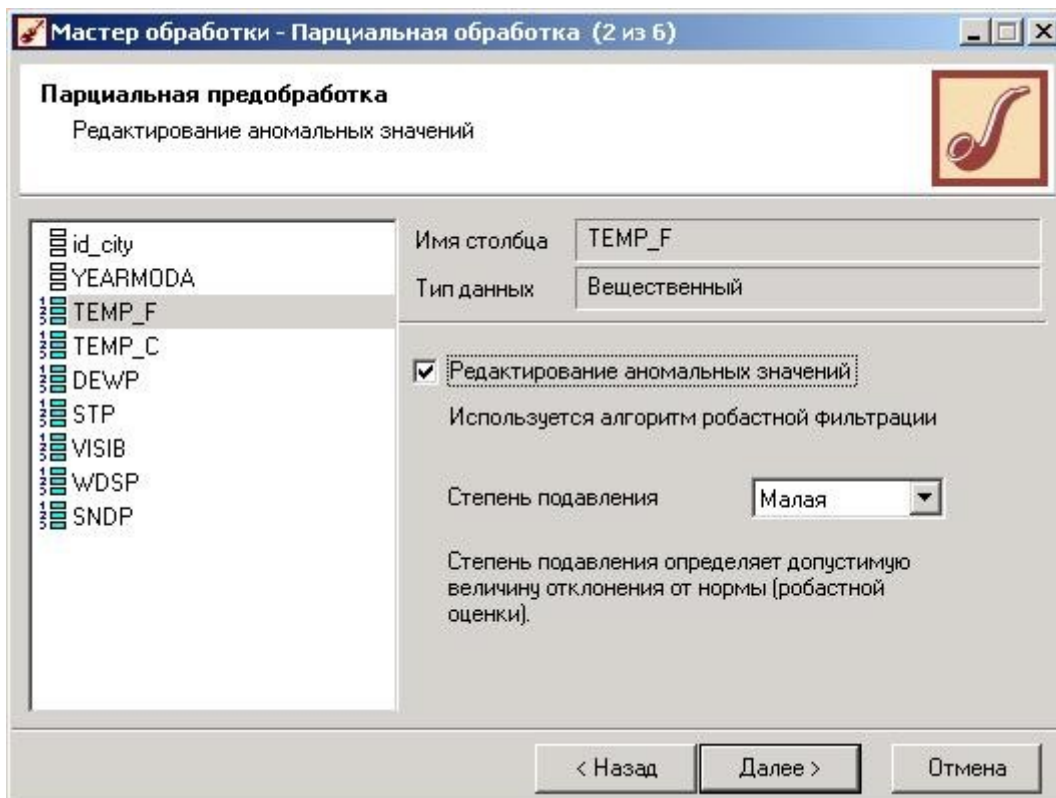 Мастер обработки - Парциальная обработка (2 из 6)
Парциальная предобработка
Редактирование аномальных значений
id_city
YEARMODA
TEMP_F
TEMP_C
DEWP
STP
VISIB
WDSP
SNDP
Имя столбца TEMP_F
Тип данных Вещественный
Редактирование аномальных значений
Используется алгоритм робастной фильтрации
Степень подавления Малая
Степень подавления определяет допустимую
величину отклонения от нормы (робастной
оценки).
< Назад Далее > Отмена